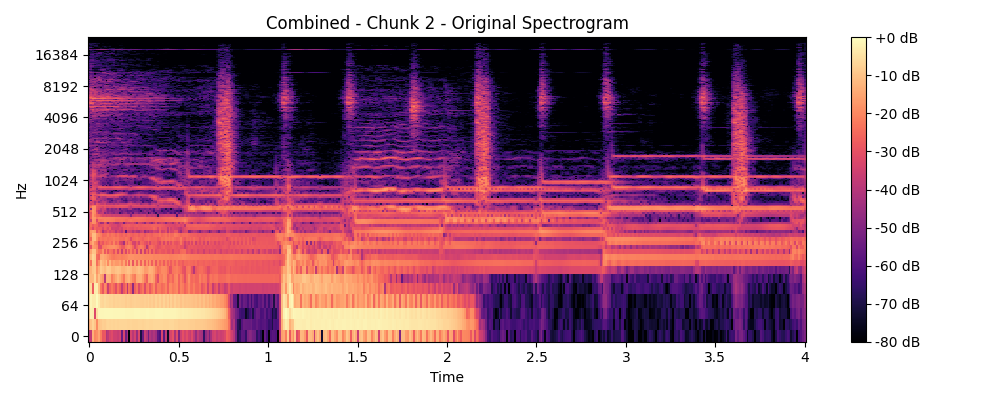 Combined - Chunk 2 - Original Spectrogram
Hz
16384
8192
4096
2048
1024
512
256
128
64
0
0 0.5 1 1.5 2 2.5 3 3.5 4
Time
+0 dB
-10 dB
-20 dB
-30 dB
-40 dB
-50 dB
-60 dB
-70 dB
-80 dB